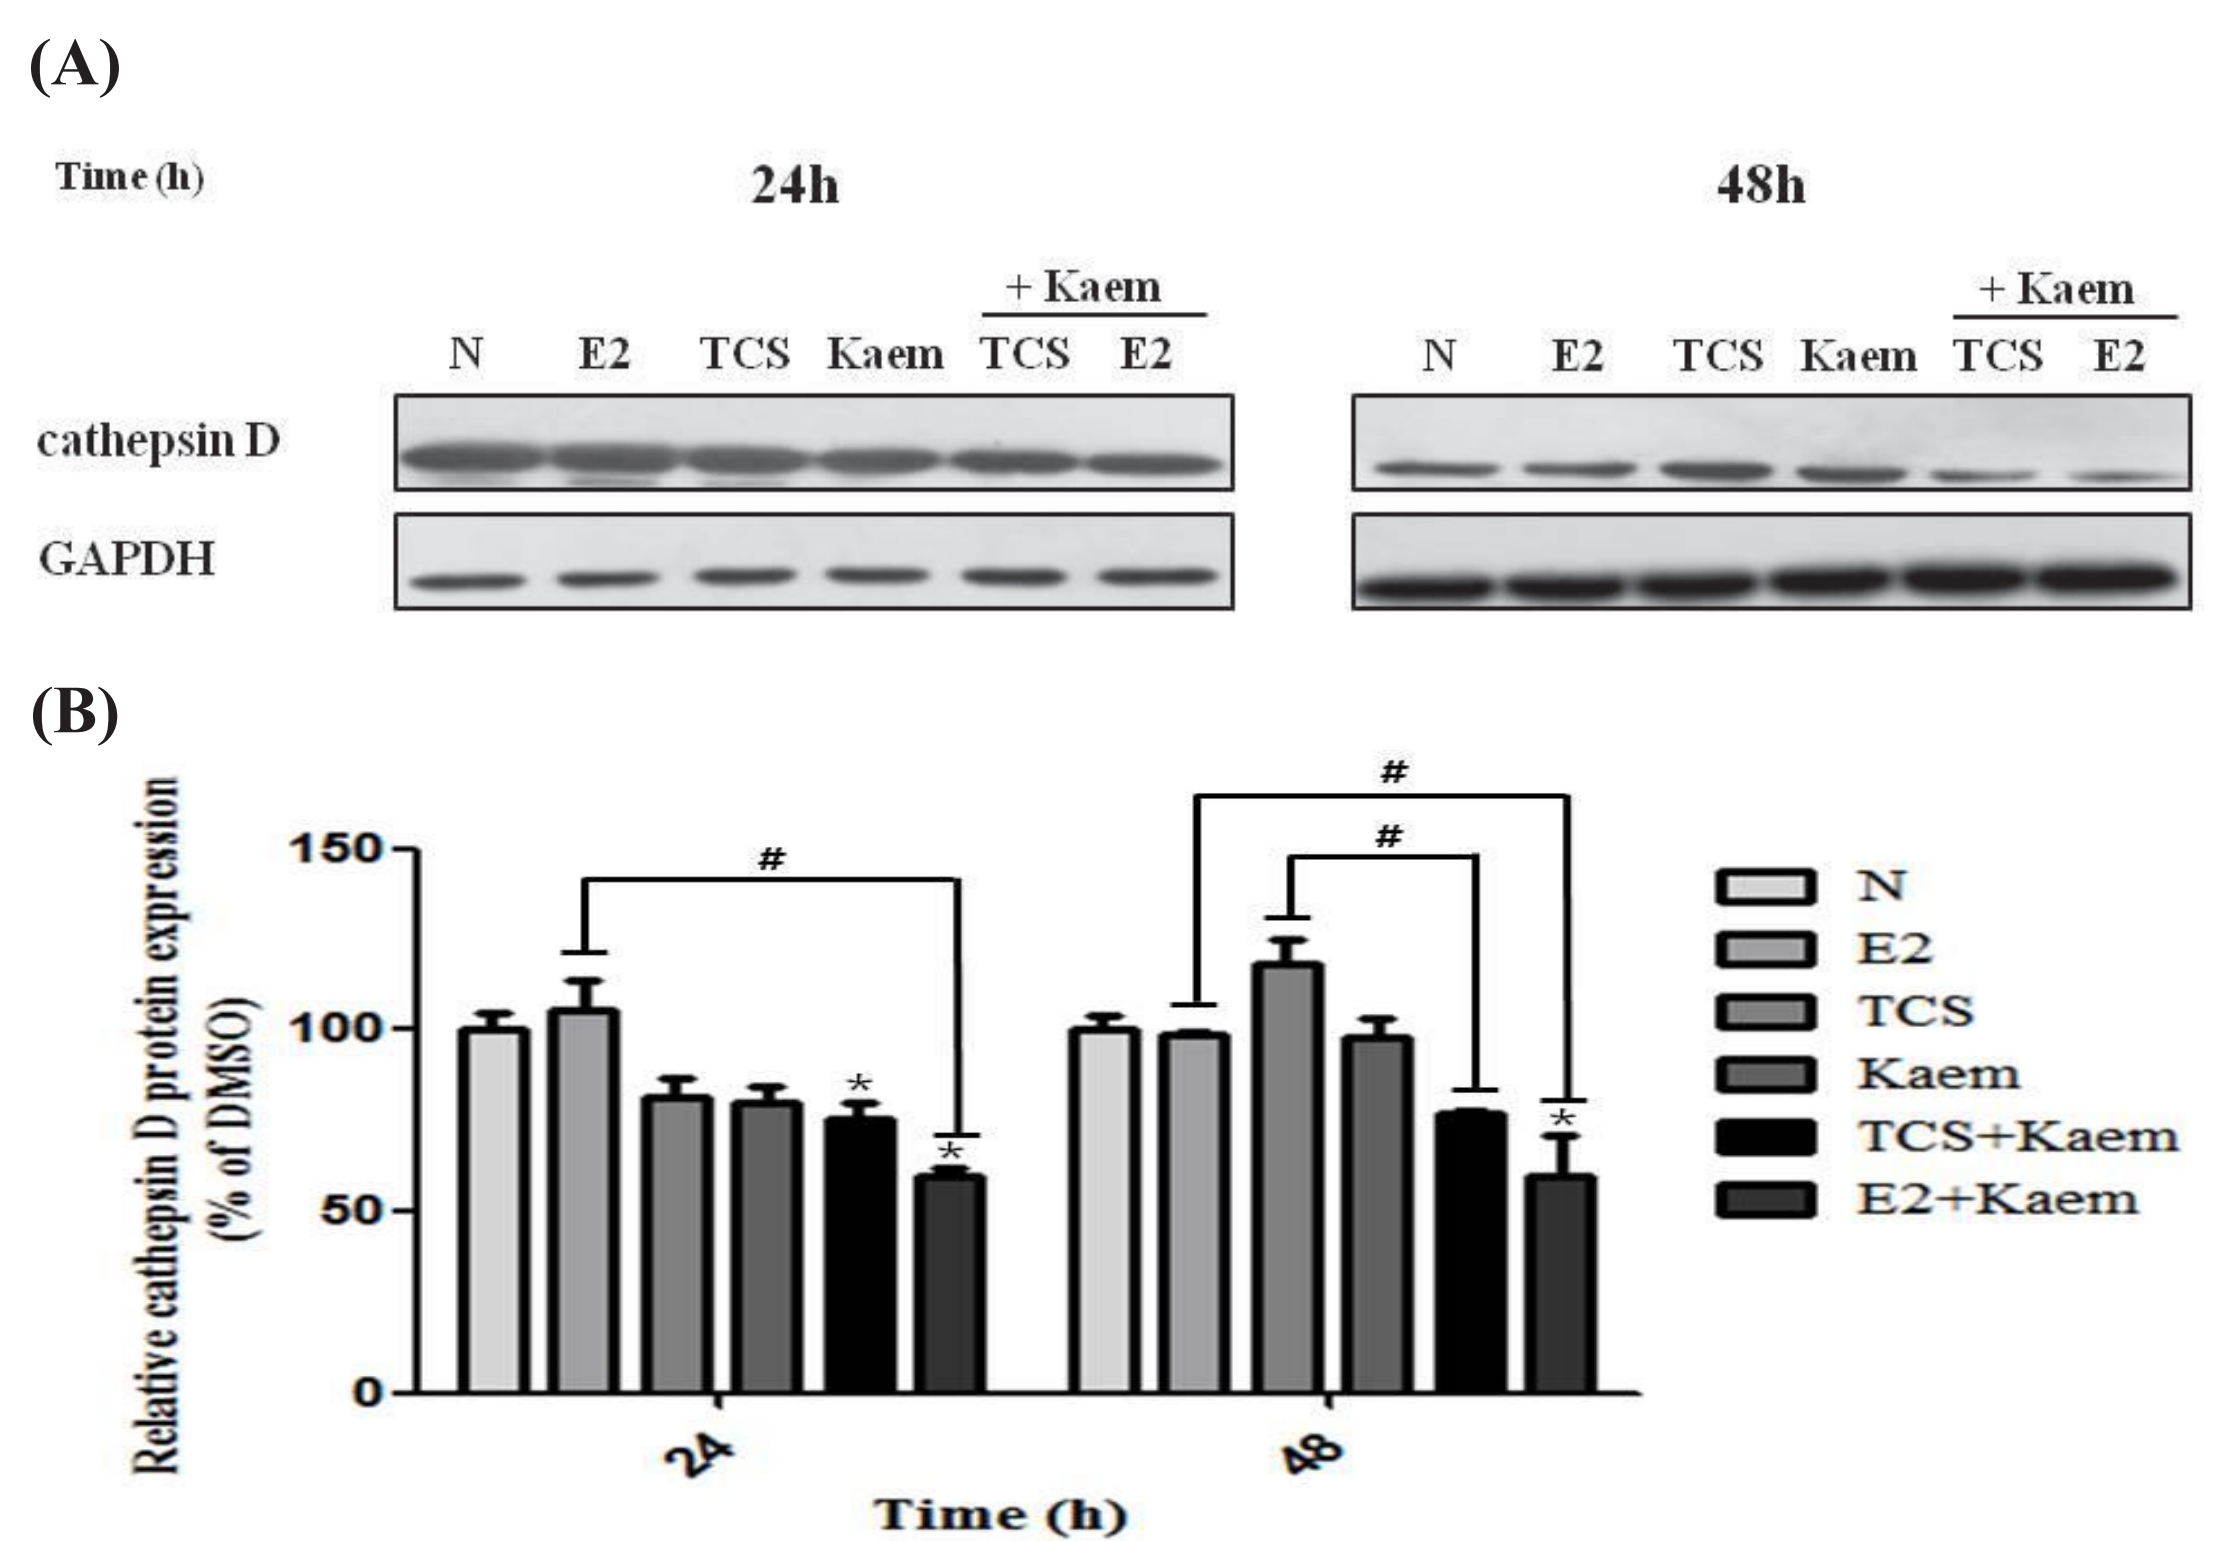 (A)
Time (h) 24h 48h
+ Kaem + Kaem
N E2 TCS Kaem TCS E2 N E2 TCS Kaem TCS E2
cathepsin D
GAPDH
(B)
Relative cathepsin D protein expression
(% of DMSO)
150
100
50
0
#
#
#
*
*
*
24 48
Time (h)
N
E2
TCS
Kaem
TCS+Kaem
E2+Kaem